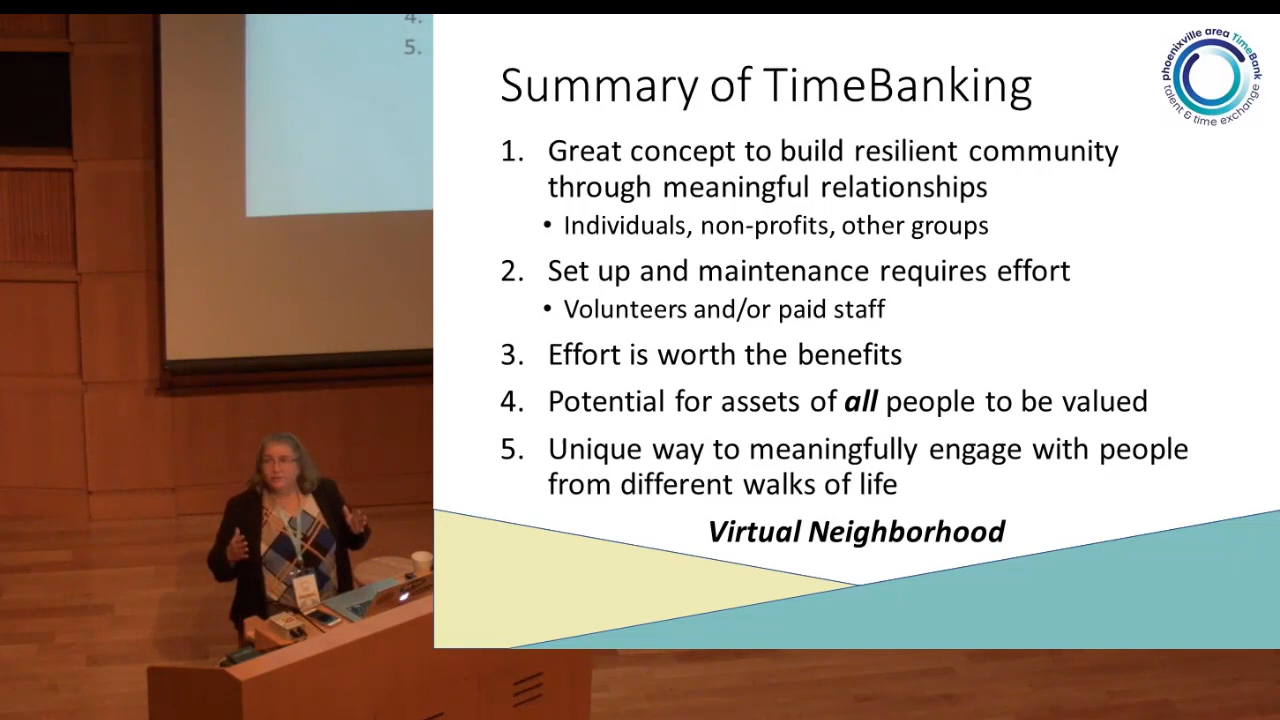 4.
5.
phoenixville area TimeBank
talent & time exchange
Summary of TimeBanking
1. Great concept to build resilient community
through meaningful relationships
• Individuals, non-profits, other groups
2. Set up and maintenance requires effort
• Volunteers and/or paid staff
3. Effort is worth the benefits
4. Potential for assets of all people to be valued
5. Unique way to meaningfully engage with people
from different walks of life
Virtual Neighborhood